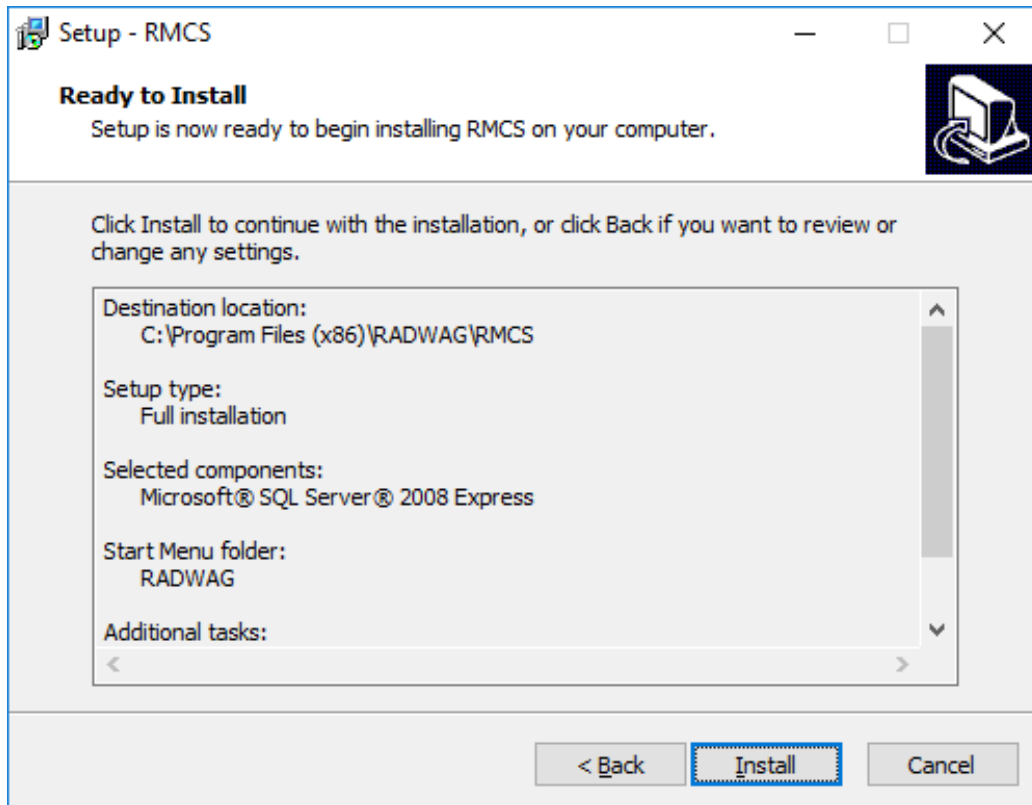 Setup - RMCS
Ready to Install
Setup is now ready to begin installing RMCS on your computer.
Click Install to continue with the installation, or click Back if you want to review or
change any settings.
Destination location:
C:\Program Files (x86)\RADWAG\RMCS
Setup type:
Full installation
Selected components:
Microsoft® SQL Server® 2008 Express
Start Menu folder:
RADWAG
Additional tasks:
< Back
Install
Cancel